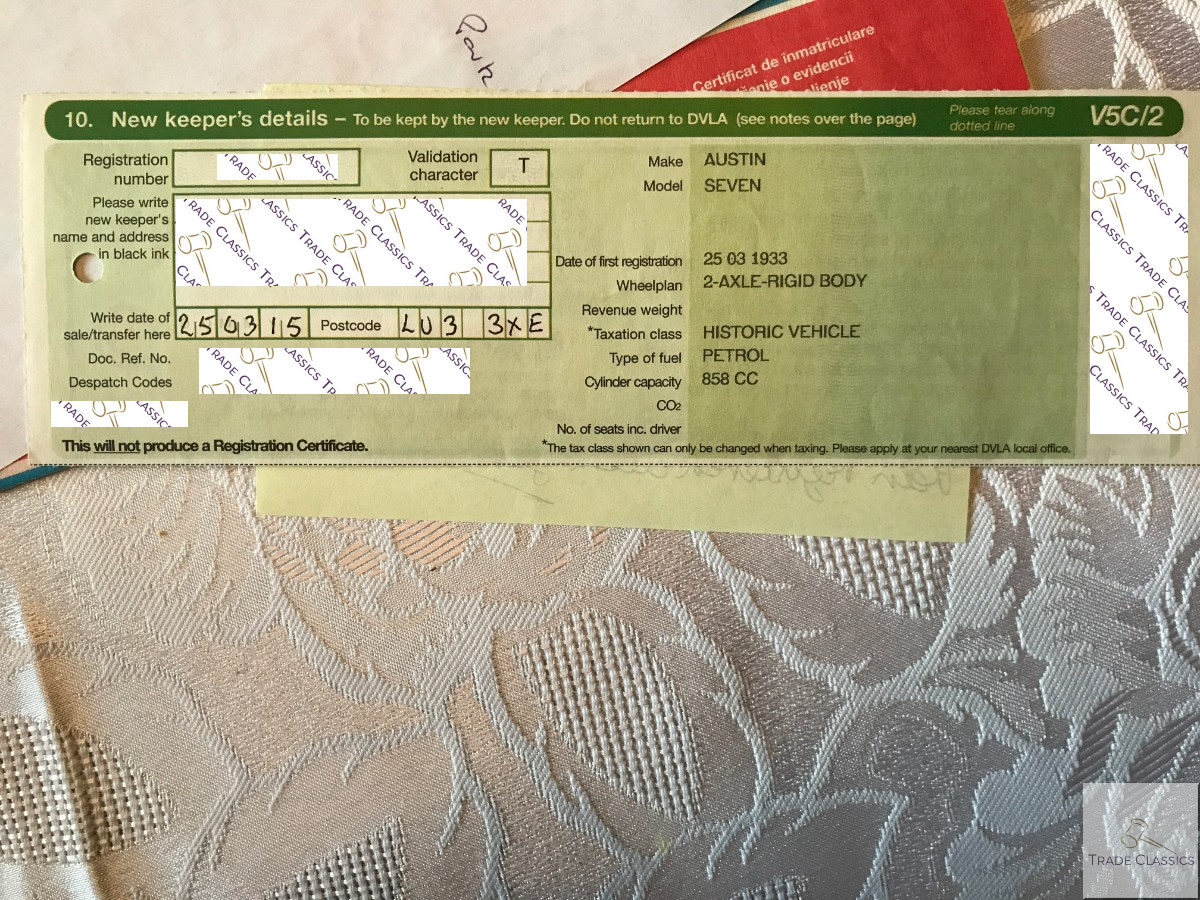 Park
Certificat de înmatriculare
10. New keeper's details – To be kept by the new keeper. Do not return to DVLA (see notes over the page)
Please tear along
dotted line
V5C/2
Registration
number
Validation
character
T
Please write
new keeper's
name and address
in black ink
Write date of
sale/transfer here
25 03 15
Postcode
LU3 3XE
Doc. Ref. No.
Despatch Codes
This will not produce a Registration Certificate.
Make AUSTIN
Model SEVEN
Date of first registration 25 03 1933
Wheelplan 2-AXLE-RIGID BODY
Revenue weight
*Taxation class HISTORIC VEHICLE
Type of fuel PETROL
Cylinder capacity 858 CC
CO2
No. of seats inc. driver
*The tax class shown can only be changed when taxing. Please apply at your nearest DVLA local office.
TRADE CLASSICS